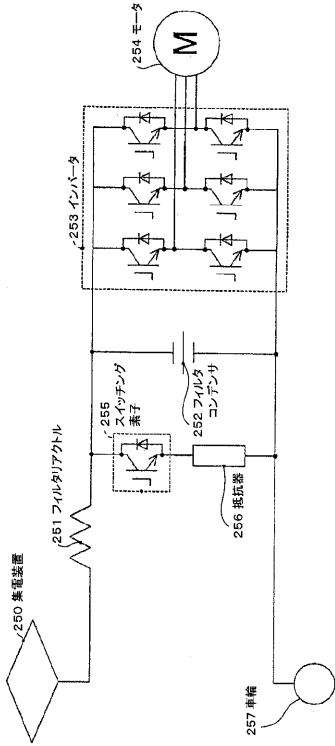 250 集電装置
251 フィルタリアクトル
255
スイッチング
素子
256 抵抗器
252 フィルタ
コンデンサ
253 インバータ
254 モータ
M
257 車輪